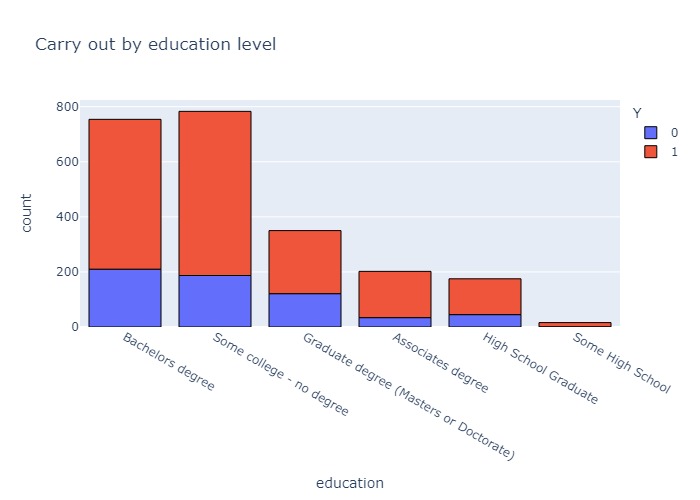 Carry out by education level
Y
0
1
800
600
400
200
0
count
Bachelors degree
Some college - no degree
Graduate degree (Masters or Doctorate)
Associates degree
High School Graduate
Some High School
education